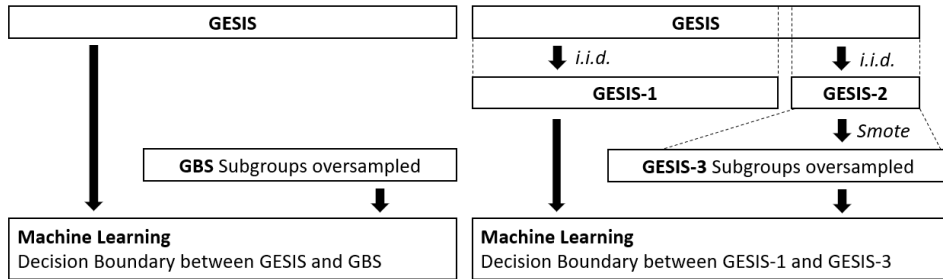 GESIS
GBS Subgroups oversampled
Machine Learning
Decision Boundary between GESIS and GBS
GESIS
i.i.d.
i.i.d.
GESIS-1
GESIS-2
Smote
GESIS-3 Subgroups oversampled
Machine Learning
Decision Boundary between GESIS-1 and GESIS-3